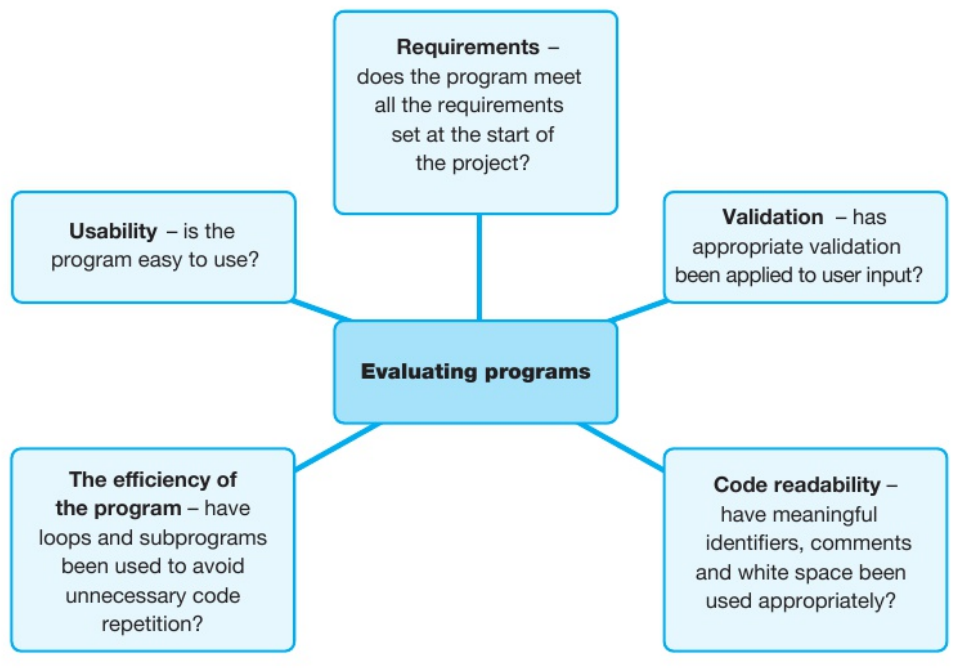 Requirements –
does the program meet
all the requirements
set at the start of
the project?
Usability – is the
program easy to use?
Validation – has
appropriate validation
been applied to user input?
Evaluating programs
The efficiency of
the program – have
loops and subprograms
been used to avoid
unnecessary code
repetition?
Code readability –
have meaningful
identifiers, comments
and white space been
used appropriately?